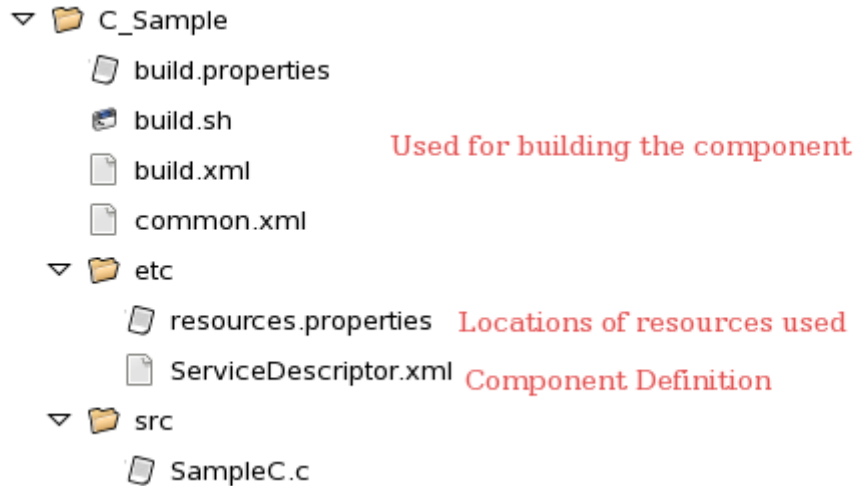 C_Sample
build.properties
build.sh
Used for building the component
build.xml
common.xml
etc
resources.properties Locations of resources used
ServiceDescriptor.xml Component Definition
src
SampleC.c